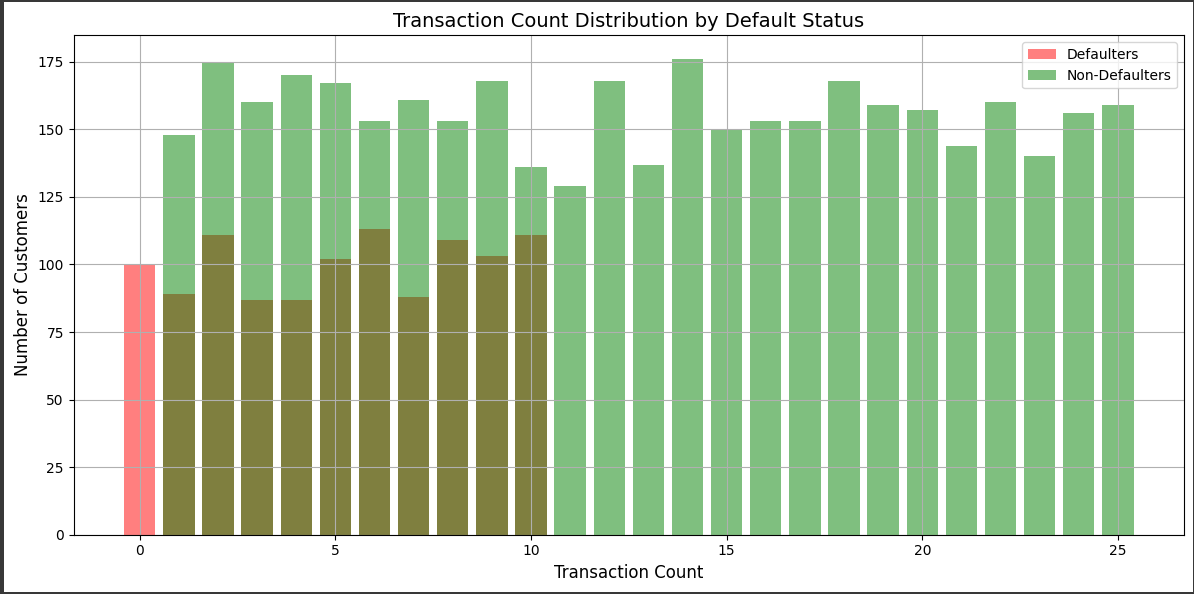 Transaction Count Distribution by Default Status
Defaulters
Non-Defaulters
Number of Customers
175
150
125
100
75
50
25
0
0 5 10 15 20 25
Transaction Count